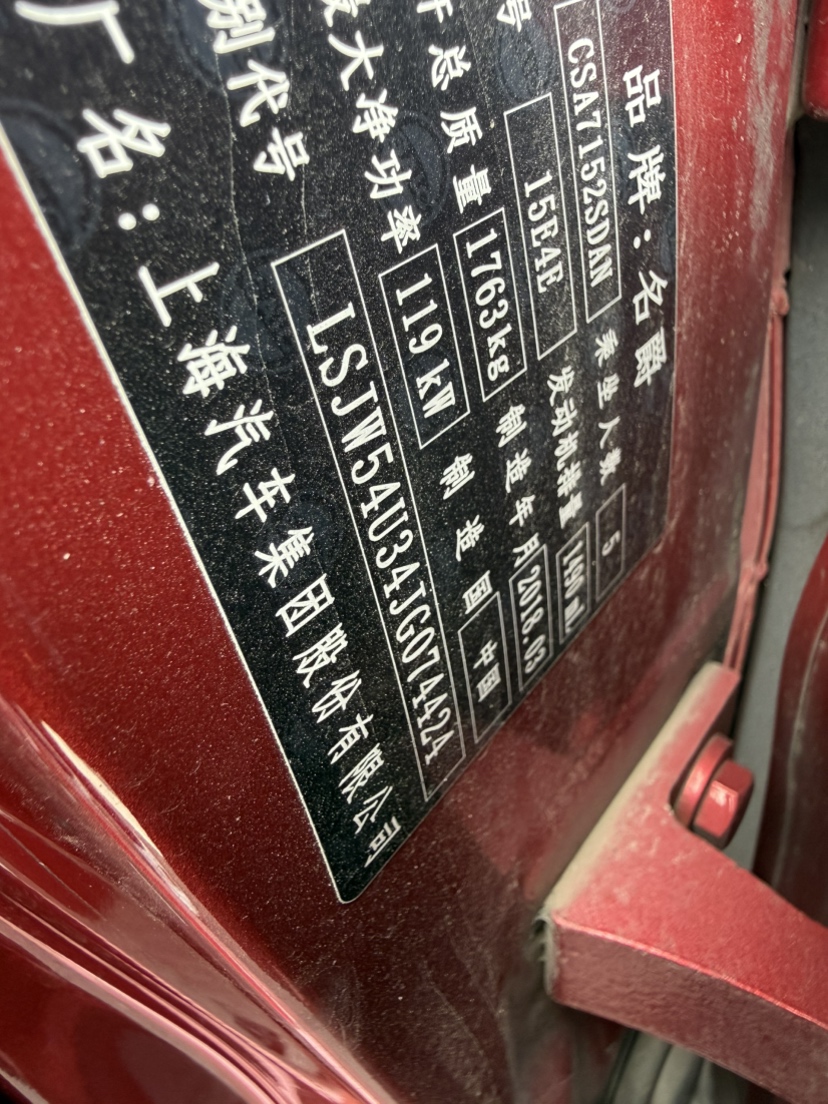 品牌：名爵
号 CSA7152SDAN 乘坐人数 5
15E4E 发动机排量 1490 ml
总质量 1763kg 制造年月 2018.03
大净功率 119 kW 制造国 中国
别代号 LSJW54U34JG074424
厂名：上海汽车集团股份有限公司